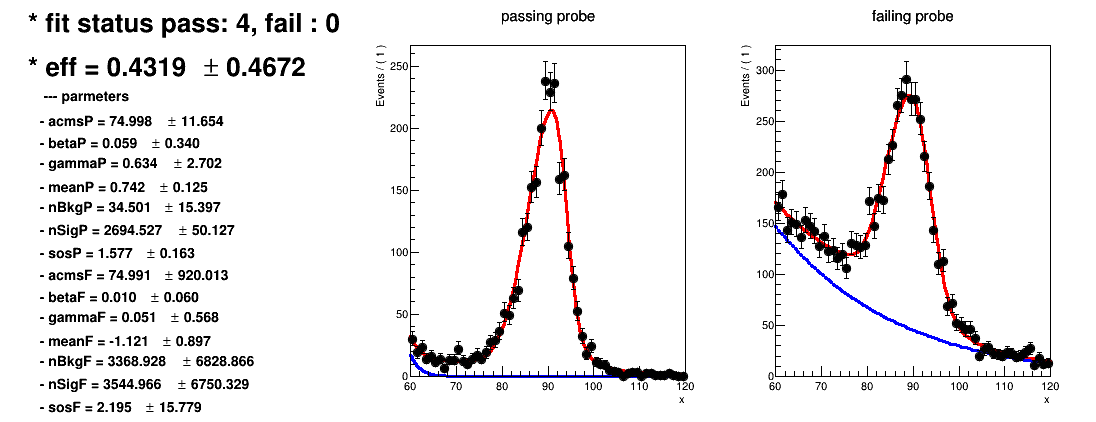 * fit status pass: 4, fail : 0
* eff = 0.4319 ± 0.4672
--- parmeters
- acmsP = 74.998 ± 11.654
- betaP = 0.059 ± 0.340
- gammaP = 0.634 ± 2.702
- meanP = 0.742 ± 0.125
- nBkgP = 34.501 ± 15.397
- nSigP = 2694.527 ± 50.127
- sosP = 1.577 ± 0.163
- acmsF = 74.991 ± 920.013
- betaF = 0.010 ± 0.060
- gammaF = 0.051 ± 0.568
- meanF = -1.121 ± 0.897
- nBkgF = 3368.928 ± 6828.866
- nSigF = 3544.966 ± 6750.329
- sosF = 2.195 ± 15.779
passing probe
Events / ( 1 )
250
200
150
100
50
0
60 70 80 90 100 110 120
x
failing probe
Events / ( 1 )
300
250
200
150
100
50
0
60 70 80 90 100 110 120
x